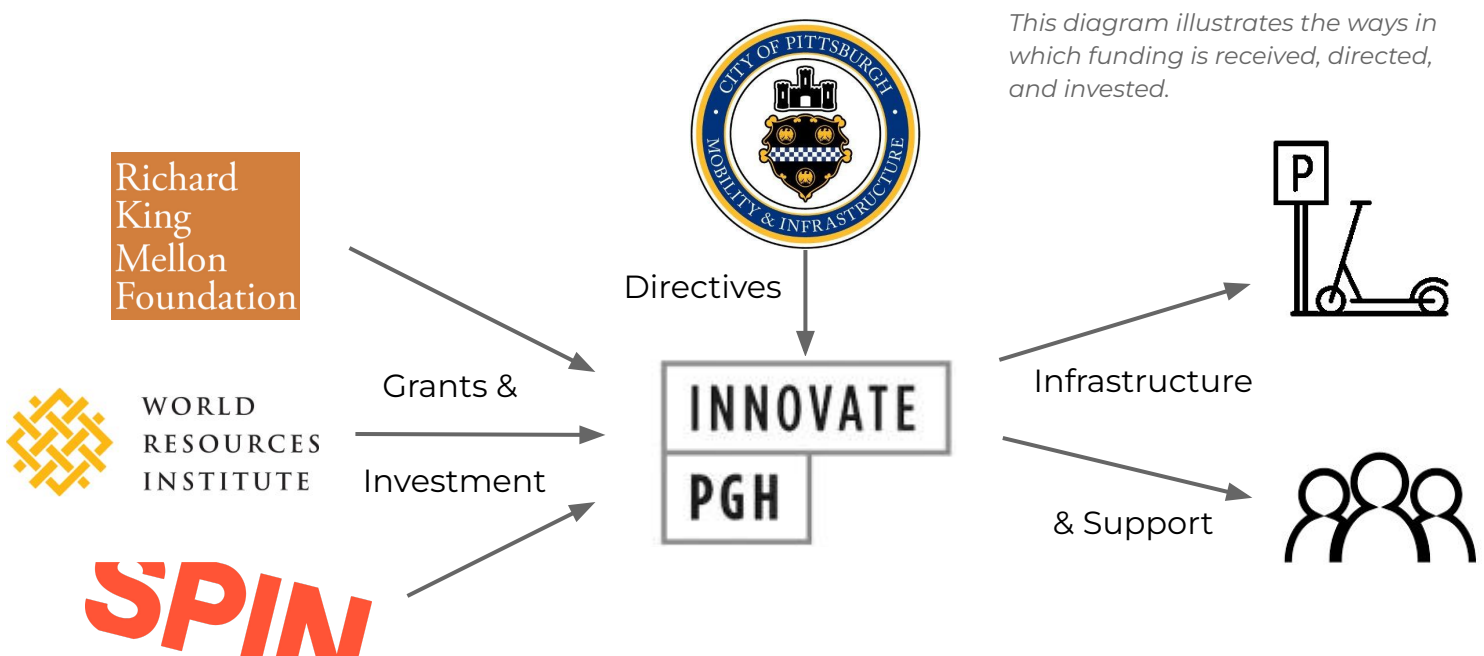 This diagram illustrates the ways in
which funding is received, directed,
and invested.
CITY OF PITTSBURGH
MOBILITY & INFRASTRUCTURE
Richard
King
Mellon
Foundation
Directives
P
Grants &
WORLD
RESOURCES
INSTITUTE
Investment
INNOVATE
PGH
Infrastructure
& Support
SPIN